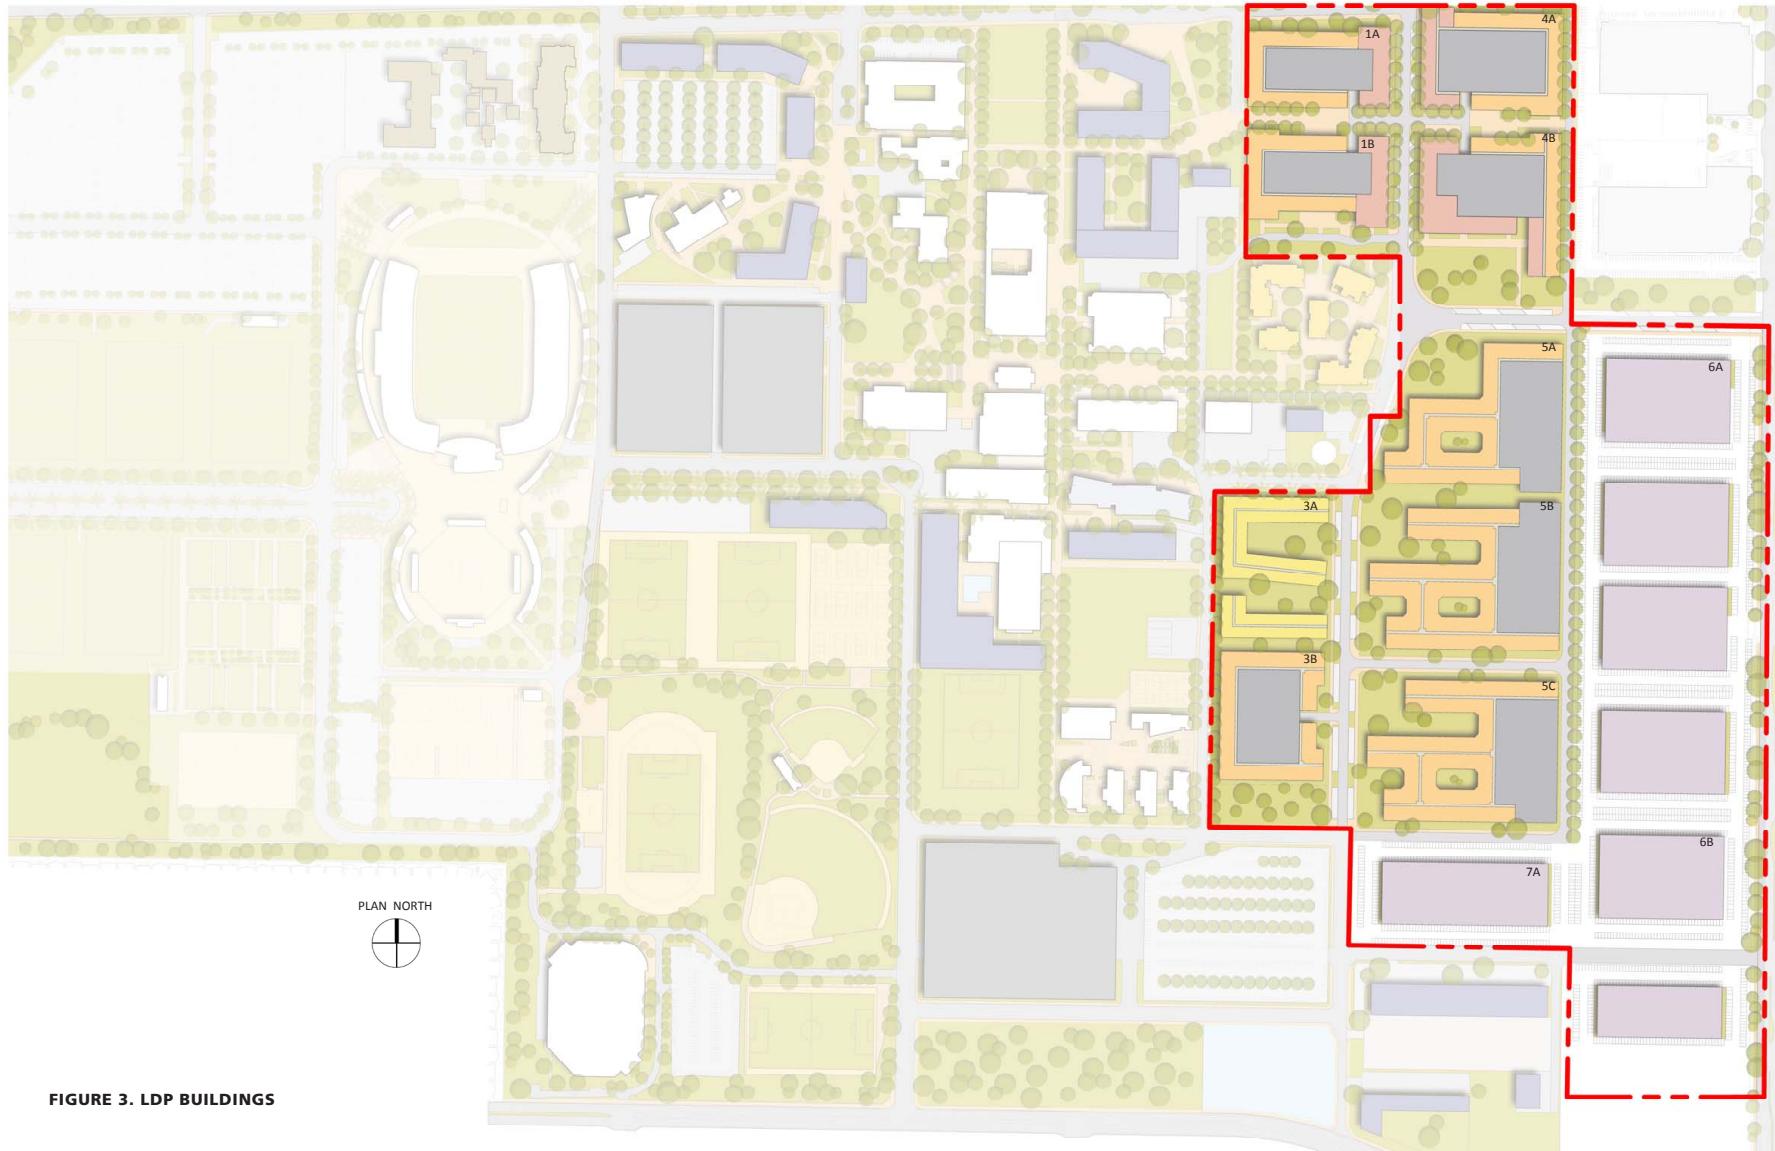 4A
1A
4B
1B
5A
6A
3A
5B
3B
5C
6B
7A
PLAN NORTH
FIGURE 3. LDP BUILDINGS